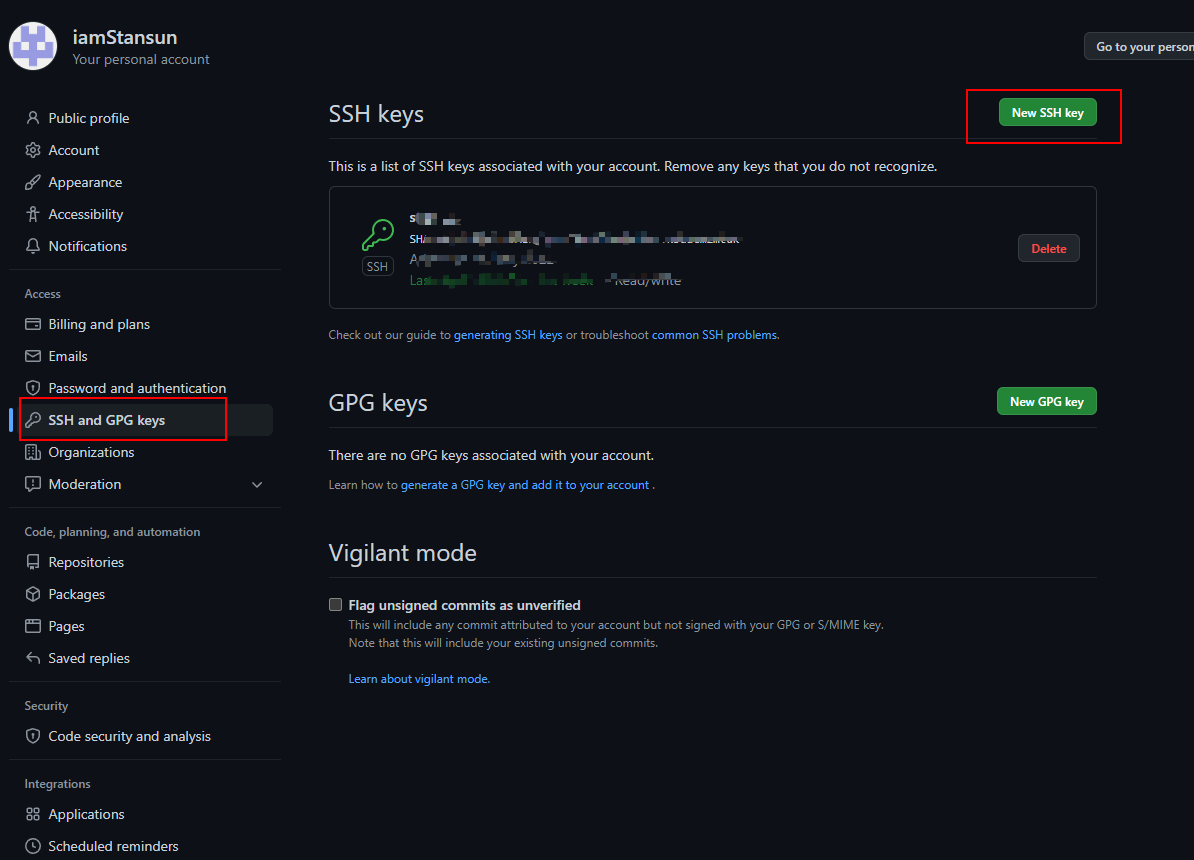 iamStansun
Your personal account
Go to your person
Public profile
Account
Appearance
Accessibility
Notifications
Access
Billing and plans
Emails
Password and authentication
SSH and GPG keys
Organizations
Moderation
Code, planning, and automation
Repositories
Packages
Pages
Saved replies
Security
Code security and analysis
Integrations
Applications
Scheduled reminders
SSH keys
New SSH key
This is a list of SSH keys associated with your account. Remove any keys that you do not recognize.
SSH
Read/write
Delete
Check out our guide to generating SSH keys or troubleshoot common SSH problems.
GPG keys
New GPG key
There are no GPG keys associated with your account.
Learn how to generate a GPG key and add it to your account .
Vigilant mode
Flag unsigned commits as unverified
This will include any commit attributed to your account but not signed with your GPG or S/MIME key.
Note that this will include your existing unsigned commits.
Learn about vigilant mode.